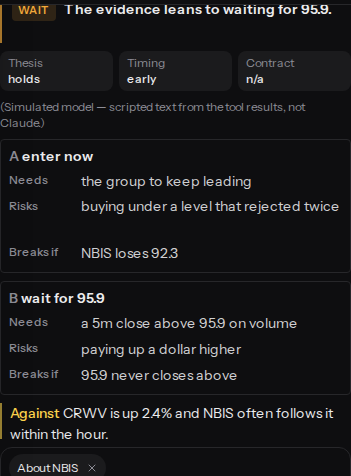 WAIT The evidence leans to waiting for 95.9.
Thesis Timing Contract
holds early n/a
(Simulated model — scripted text from the tool results, not
Claude.)
A enter now
Needs the group to keep leading
Risks buying under a level that rejected twice
Breaks if NBIS loses 92.3
B wait for 95.9
Needs a 5m close above 95.9 on volume
Risks paying up a dollar higher
Breaks if 95.9 never closes above
Against CRWV is up 2.4% and NBIS often follows it
within the hour.
About NBIS ×